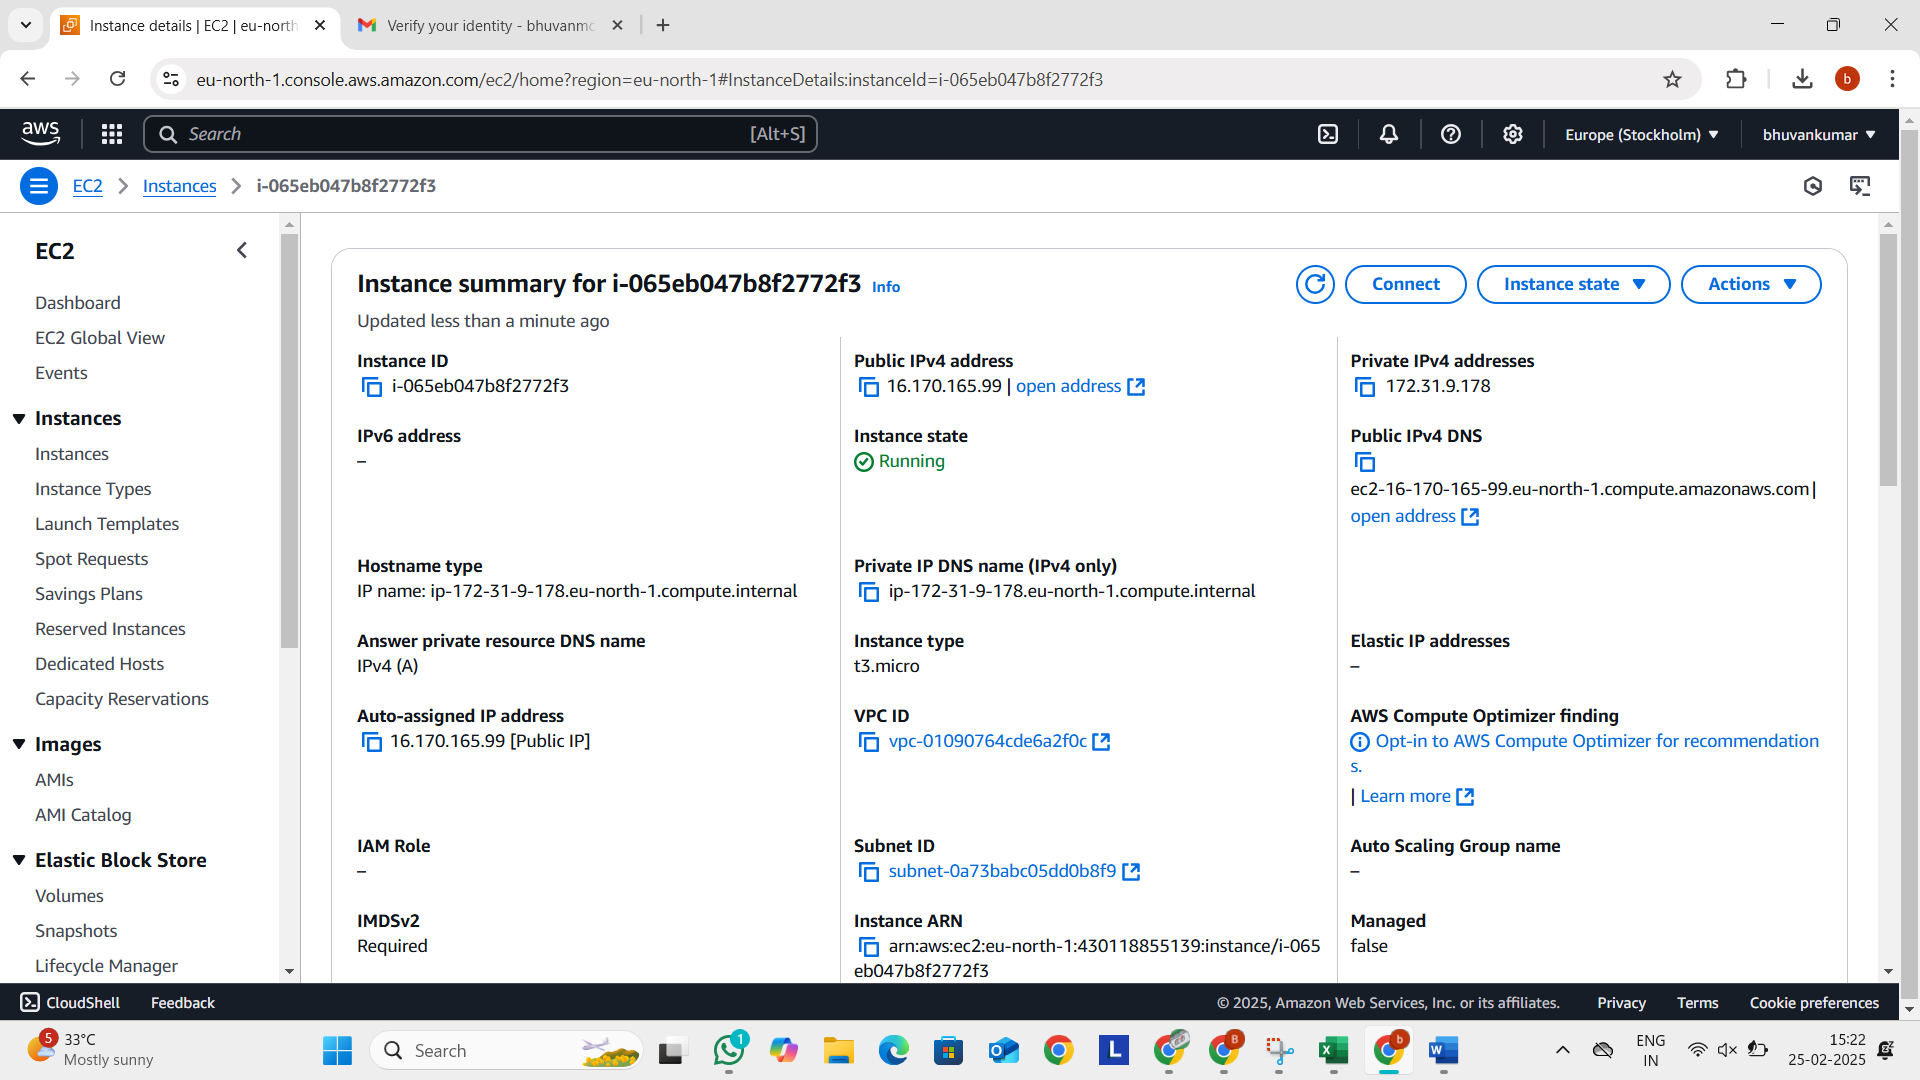 Instance details | EC2 | eu-north
Verify your identity - bhuvanmc
eu-north-1.console.aws.amazon.com/ec2/home?region=eu-north-1#InstanceDetails:instanceId=i-065eb047b8f2772f3
b
aws
Search
[Alt+S]
Europe (Stockholm)
bhuvankumar
EC2
Instances
i-065eb047b8f2772f3
EC2
Dashboard
EC2 Global View
Events
Instances
Instances
Instance Types
Launch Templates
Spot Requests
Savings Plans
Reserved Instances
Dedicated Hosts
Capacity Reservations
Images
AMIs
AMI Catalog
Elastic Block Store
Volumes
Snapshots
Lifecycle Manager
Instance summary for i-065eb047b8f2772f3 Info
Updated less than a minute ago
Connect
Instance state
Actions
Instance ID
i-065eb047b8f2772f3
Public IPv4 address
16.170.165.99 | open address
Private IPv4 addresses
172.31.9.178
IPv6 address
–
Instance state
Running
Public IPv4 DNS
ec2-16-170-165-99.eu-north-1.compute.amazonaws.com |
open address
Hostname type
IP name: ip-172-31-9-178.eu-north-1.compute.internal
Private IP DNS name (IPv4 only)
ip-172-31-9-178.eu-north-1.compute.internal
Answer private resource DNS name
IPv4 (A)
Instance type
t3.micro
Elastic IP addresses
–
Auto-assigned IP address
16.170.165.99 [Public IP]
VPC ID
vpc-01090764cde6a2f0c
AWS Compute Optimizer finding
Opt-in to AWS Compute Optimizer for recommendation
s.
| Learn more
IAM Role
–
Subnet ID
subnet-0a73babc05dd0b8f9
Auto Scaling Group name
–
IMDSv2
Required
Instance ARN
arn:aws:ec2:eu-north-1:430118855139:instance/i-065
eb047b8f2772f3
Managed
false
CloudShell
Feedback
© 2025, Amazon Web Services, Inc. or its affiliates.
Privacy
Terms
Cookie preferences
5
33°C
Mostly sunny
Search
1
L
B
X
b
W
ENG
IN
15:22
25-02-2025